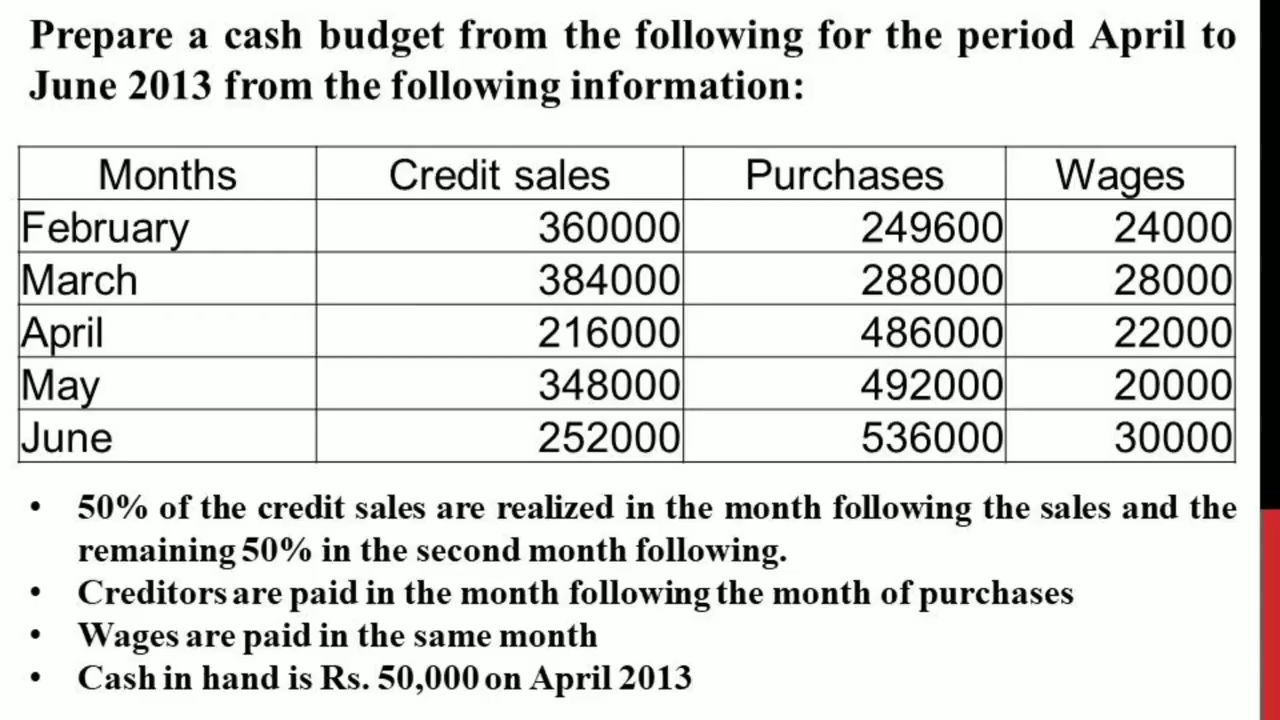 Prepare a cash budget from the following for the period April to
June 2013 from the following information:
Months Credit sales Purchases Wages
February 360000 249600 24000
March 384000 288000 28000
April 216000 486000 22000
May 348000 492000 20000
June 252000 536000 30000
• 50% of the credit sales are realized in the month following the sales and the
remaining 50% in the second month following.
• Creditors are paid in the month following the month of purchases
• Wages are paid in the same month
• Cash in hand is Rs. 50,000 on April 2013